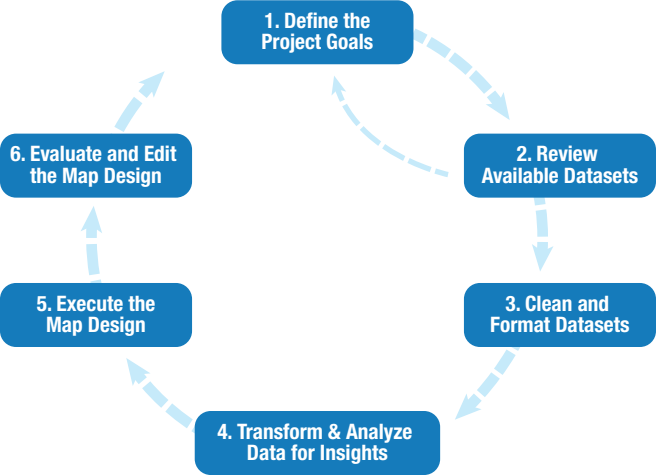 1. Define the
Project Goals
2. Review
Available Datasets
3. Clean and
Format Datasets
4. Transform & Analyze
Data for Insights
5. Execute the
Map Design
6. Evaluate and Edit
the Map Design